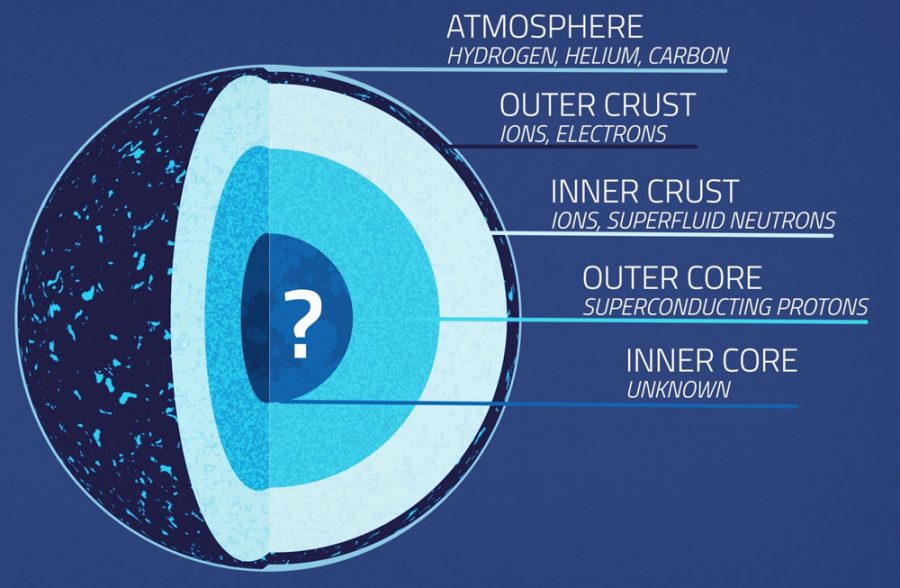 ATMOSPHERE
HYDROGEN, HELIUM, CARBON
OUTER CRUST
IONS, ELECTRONS
INNER CRUST
IONS, SUPERFLUID NEUTRONS
OUTER CORE
SUPERCONDUCTING PROTONS
?
INNER CORE
UNKNOWN